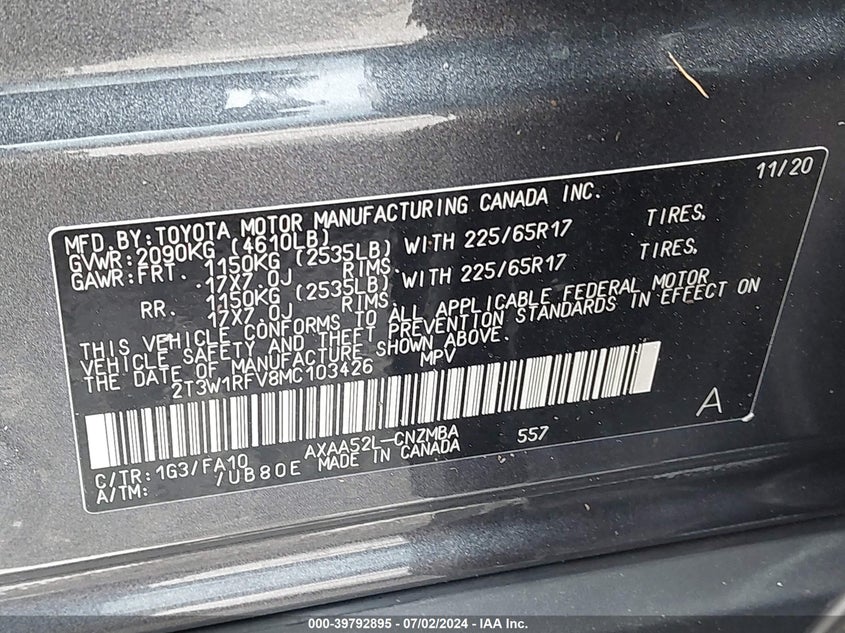 11/20
MFD.BY:TOYOTA MOTOR MANUFACTURING CANADA INC.
GVWR:2090KG (4610LB)
GAWR:FRT. 1150KG (2535LB) WITH 225/65R17 TIRES,
17X7.0J RIMS,
RR. 1150KG (2535LB) WITH 225/65R17 TIRES,
17X7.0J RIMS,
THIS VEHICLE CONFORMS TO ALL APPLICABLE FEDERAL MOTOR
VEHICLE SAFETY AND THEFT PREVENTION STANDARDS IN EFFECT ON
THE DATE OF MANUFACTURE SHOWN ABOVE.
2T3W1RFV8MC103426 MPV
A
C/TR:1G3/FA10 AXAA52L-CNZMBA 557
A/TM: /UB80E MADE IN CANADA
000-39792895 - 07/02/2024 - IAA Inc.